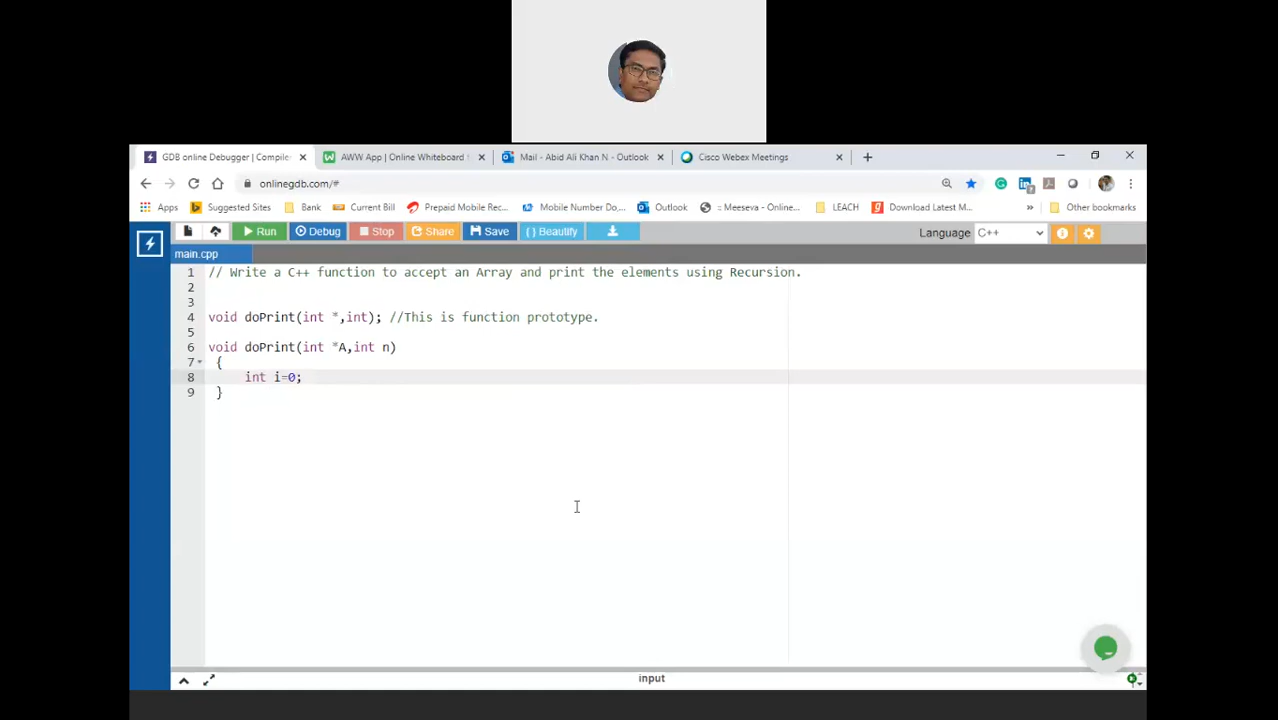 GDB online Debugger | Compiler
AWW App | Online Whiteboard
Mail - Abid Ali Khan N - Outlook
Cisco Webex Meetings
onlinegdb.com/#
Apps
Suggested Sites
Bank
Current Bill
Prepaid Mobile Rec...
Mobile Number Do,...
Outlook
:: Meeseva - Online...
LEACH
Download Latest M...
»
Other bookmarks
Run
Debug
Stop
Share
Save
{ } Beautify
Language
C++
main.cpp
1 // Write a C++ function to accept an Array and print the elements using Recursion.
2
3
4 void doPrint(int *,int); //This is function prototype.
5
6 void doPrint(int *A,int n)
7 {
8 int i=0;
9 }
input